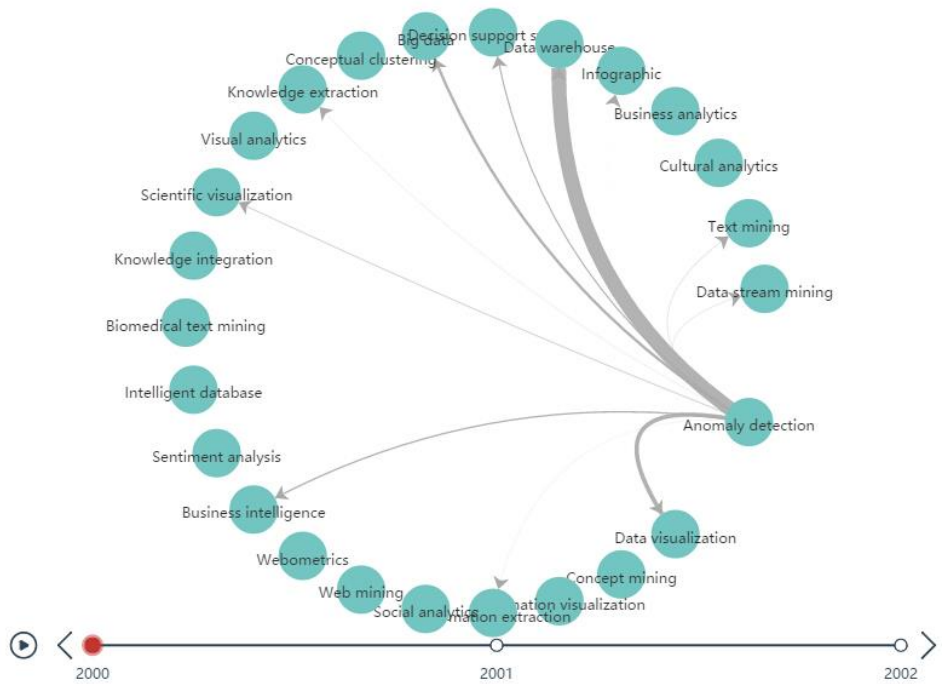 Decision support s
Big data
Data warehouse
Conceptual clustering
Infographic
Knowledge extraction
Business analytics
Visual analytics
Cultural analytics
Scientific visualization
Text mining
Knowledge integration
Data stream mining
Biomedical text mining
Intelligent database
Anomaly detection
Sentiment analysis
Business intelligence
Data visualization
Webometrics
Concept mining
Web mining
mation visualization
Social analytics
mation extraction
2000
2001
2002